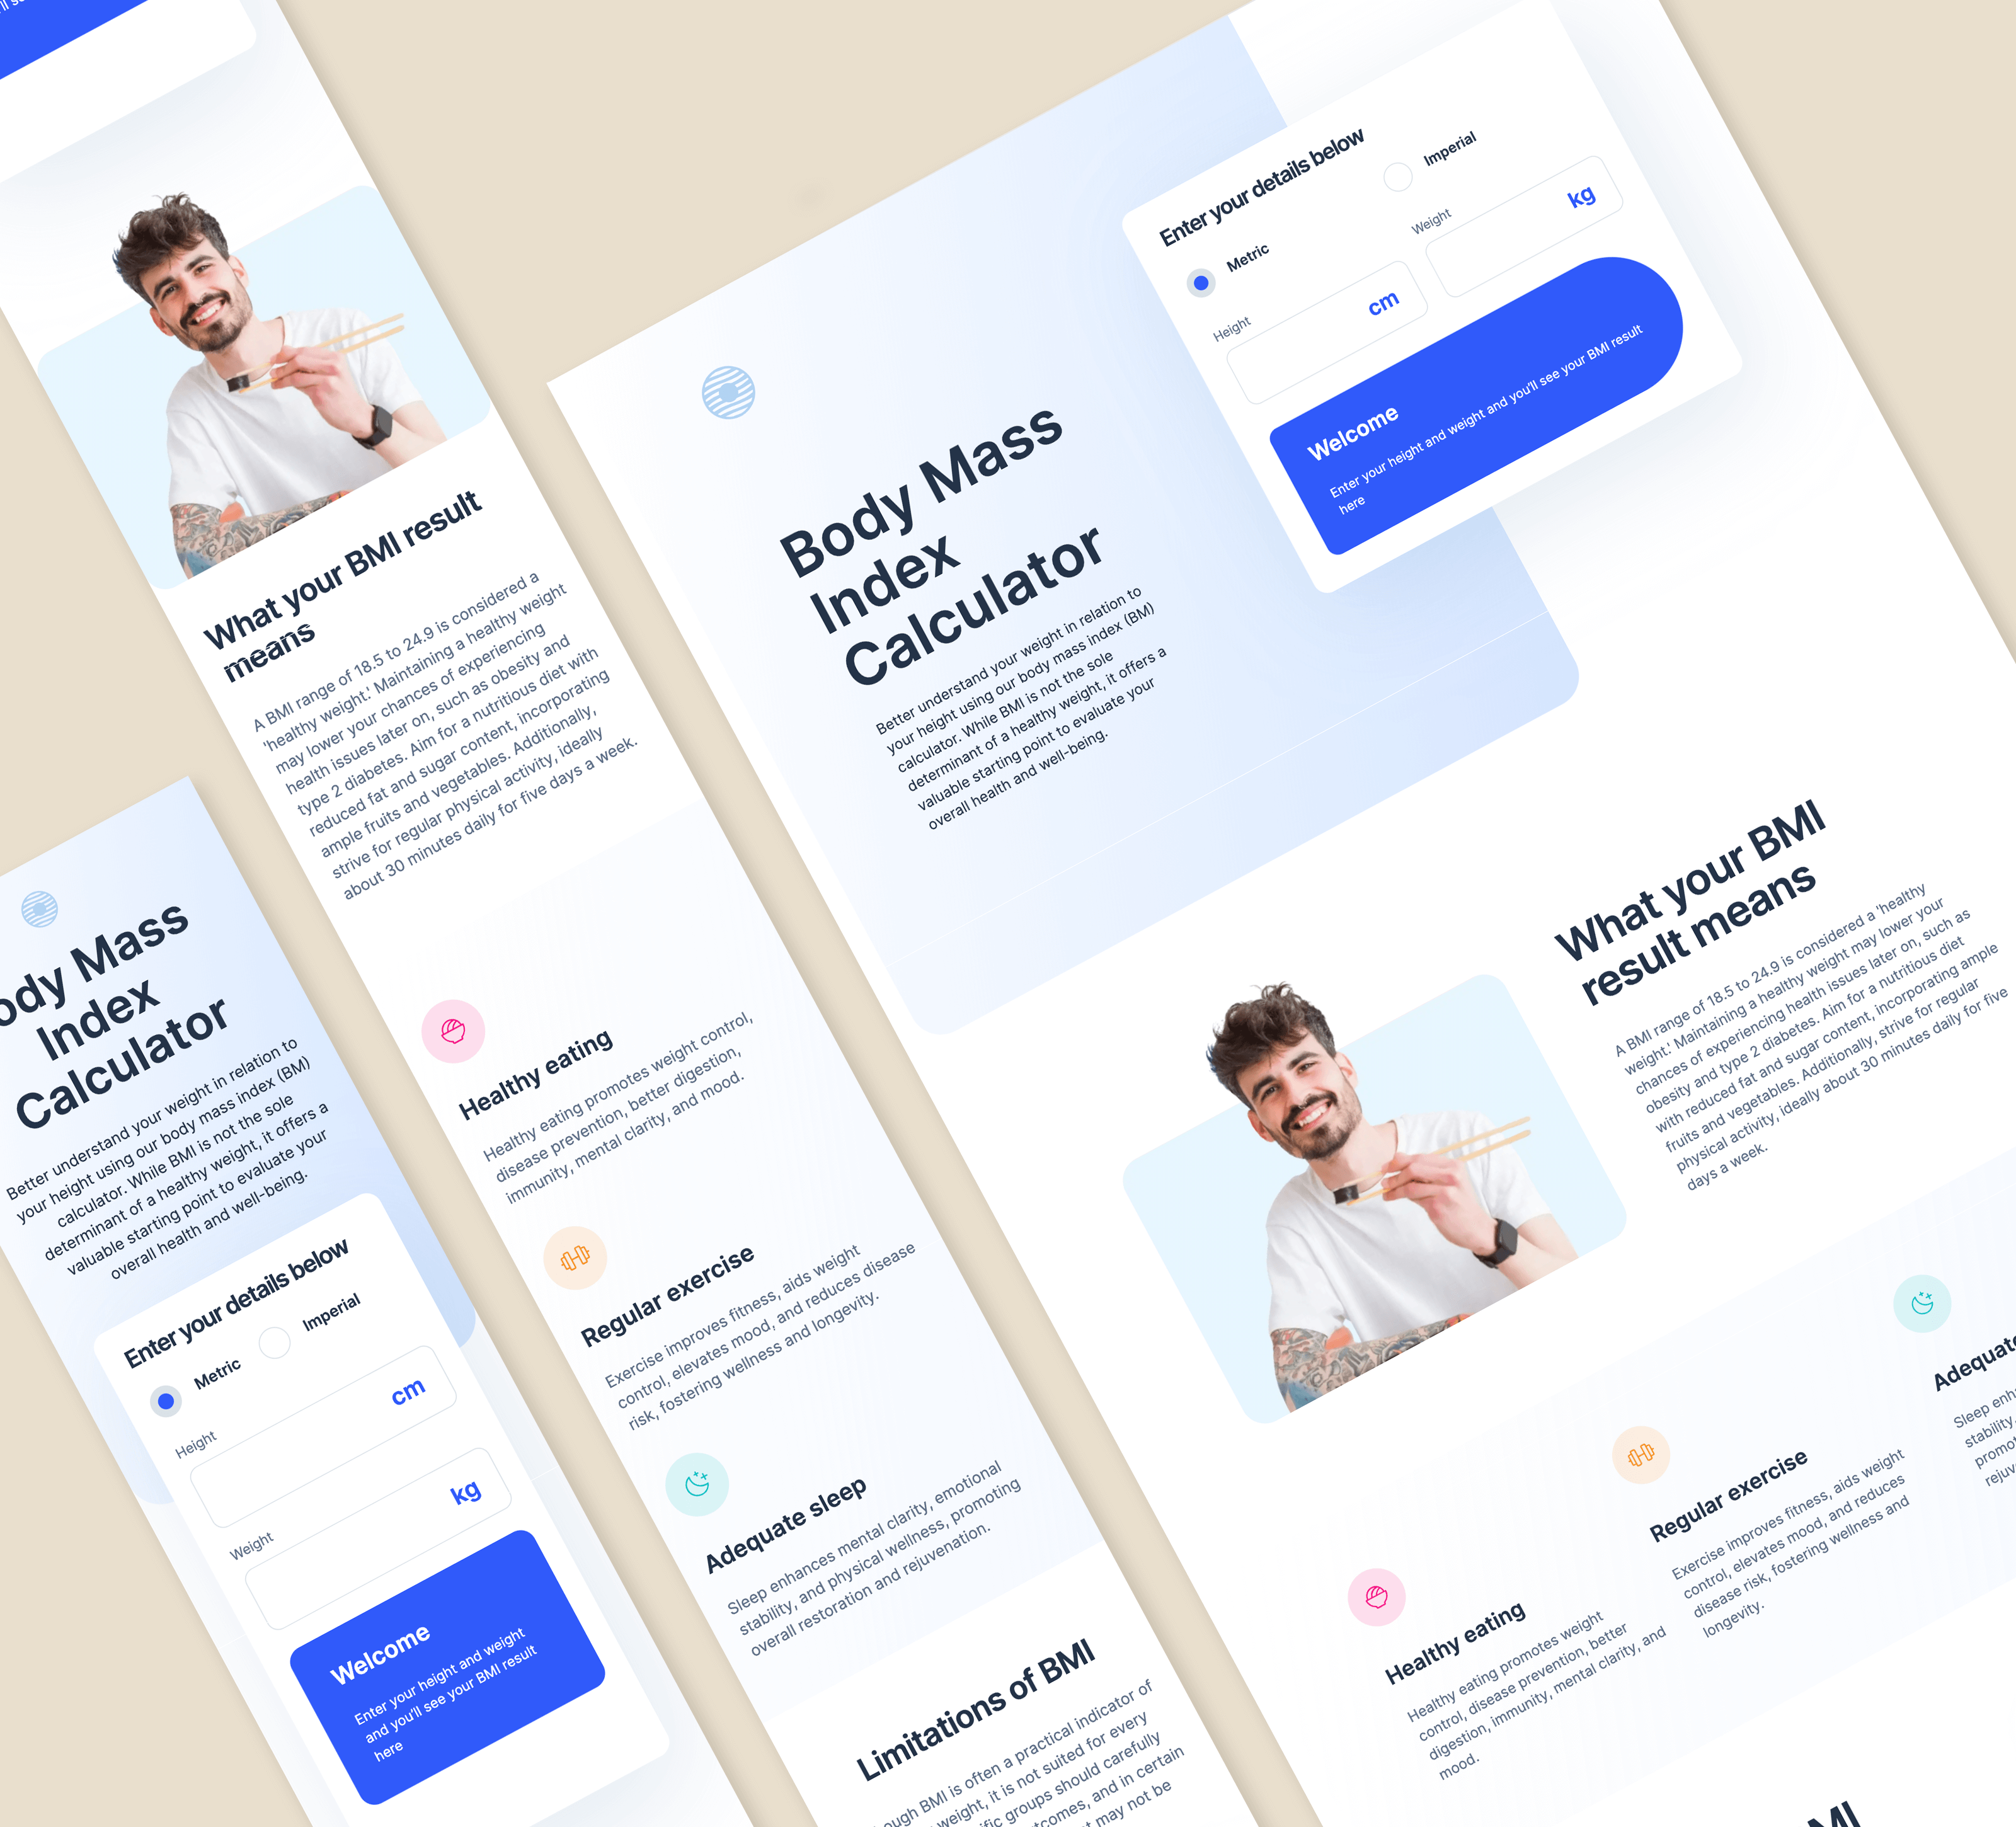 What your BMI result
means
A BMI range of 18.5 to 24.9 is considered a
'healthy weight.' Maintaining a healthy weight
may lower your chances of experiencing
health issues later on, such as obesity and
type 2 diabetes. Aim for a nutritious diet with
reduced fat and sugar content, incorporating
ample fruits and vegetables. Additionally,
strive for regular physical activity, ideally
about 30 minutes daily for five days a week.
Healthy eating
Healthy eating promotes weight control,
disease prevention, better digestion,
immunity, mental clarity, and mood.
Regular exercise
Exercise improves fitness, aids weight
control, elevates mood, and reduces disease
risk, fostering wellness and longevity.
Adequate sleep
Sleep enhances mental clarity, emotional
stability, and physical wellness, promoting
overall restoration and rejuvenation.
Limitations of BMI
ough BMI is often a practical indicator of
weight, it is not suited for every
ific groups should carefully
tcomes, and in certain
t may not be
ody Mass
Index
Calculator
Better understand your weight in relation to
your height using our body mass index (BM)
calculator. While BMI is not the sole
determinant of a healthy weight, it offers a
valuable starting point to evaluate your
overall health and well-being.
Enter your details below
Metric
Imperial
Height
cm
Weight
kg
Welcome
Enter your height and weight
and you'll see your BMI result
here
Body Mass
Index
Calculator
Better understand your weight in relation to
your height using our body mass index (BM)
calculator. While BMI is not the sole
determinant of a healthy weight, it offers a
valuable starting point to evaluate your
overall health and well-being.
Enter your details below
Metric
Imperial
Height
cm
Weight
kg
Welcome
Enter your height and weight and you'll see your BMI result
here
What your BMI
result means
A BMI range of 18.5 to 24.9 is considered a 'healthy
weight.' Maintaining a healthy weight may lower your
chances of experiencing health issues later on, such as
obesity and type 2 diabetes. Aim for a nutritious diet
with reduced fat and sugar content, incorporating ample
fruits and vegetables. Additionally, strive for regular
physical activity, ideally about 30 minutes daily for five
days a week.
Healthy eating
Healthy eating promotes weight
control, disease prevention, better
digestion, immunity, mental clarity, and
mood.
Regular exercise
Exercise improves fitness, aids weight
control, elevates mood, and reduces
disease risk, fostering wellness and
longevity.
Adequate
Sleep enha
stability,
promot
rejuv
MI